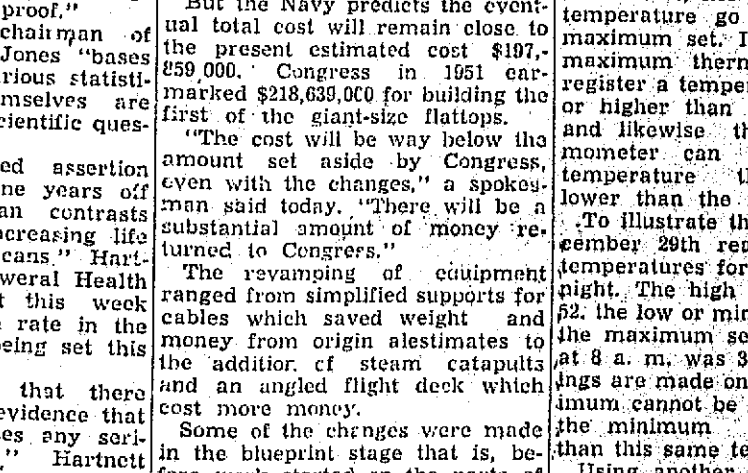 proof."
chairman of
Jones "bases
rious statisti-
mselves are
cientific ques-
ed assertion
ne years off
an contrasts
ncreasing life
cans." Hart-
weral Health
t this week
rate in the
eing set this
that there
evidence that
es any seri-
" Hartnett
But the Navy predicts the event-
ual total cost will remain close to
the present estimated cost $197,-
859,000. Congress in 1951 ear-
marked $218,639,000 for building the
first of the giant-size flattops.
"The cost will be way below the
amount set aside by Congress,
even with the changes," a spokes-
man said today. "There will be a
substantial amount of money re-
turned to Congress."
The revamping of equipment
ranged from simplified supports for
cables which saved weight and
money from origin alestimates to
the addition of steam catapults
and an angled flight deck which
cost more money.
Some of the changes were made
in the blueprint stage that is, be-
temperature go
maximum set. I
maximum therm
register a temper
or higher than
and likewise th
mometer can
temperature t
lower than the
To illustrate th
cember 29th re
temperatures for
night. The high
52. the low or min
the maximum se
at 8 a. m. was 3
ings are made on
imum cannot be
the minimum
than this same te
Using another